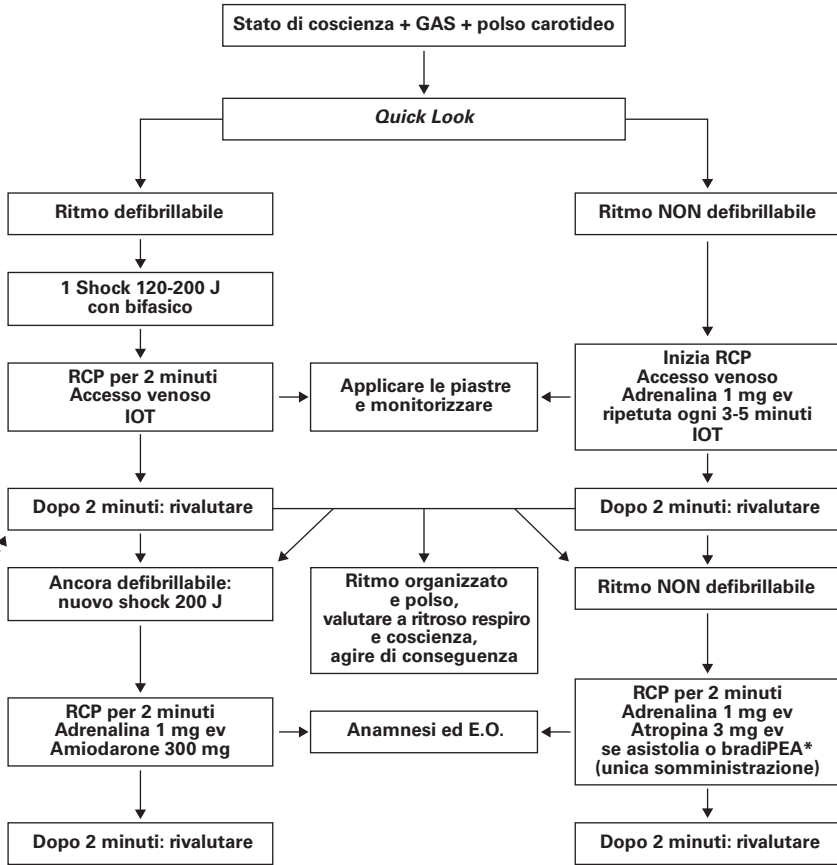 Stato di coscienza + GAS + polso carotideo
Quick Look
Ritmo defibrillabile
Ritmo NON defibrillabile
1 Shock 120-200 J
con bifasico
RCP per 2 minuti
Accesso venoso
IOT
Applicare le piastre
e monitorizzare
Inizia RCP
Accesso venoso
Adrenalina 1 mg ev
ripetuta ogni 3-5 minuti
IOT
Dopo 2 minuti: rivalutare
Dopo 2 minuti: rivalutare
Ancora defibrillabile:
nuovo shock 200 J
Ritmo organizzato
e polso,
valutare a ritroso respiro
e coscienza,
agire di conseguenza
Ritmo NON defibrillabile
RCP per 2 minuti
Adrenalina 1 mg ev
Amiodarone 300 mg
Anamnesi ed E.O.
RCP per 2 minuti
Adrenalina 1 mg ev
Atropina 3 mg ev
se asistolia o bradiPEA*
(unica somministrazione)
Dopo 2 minuti: rivalutare
Dopo 2 minuti: rivalutare